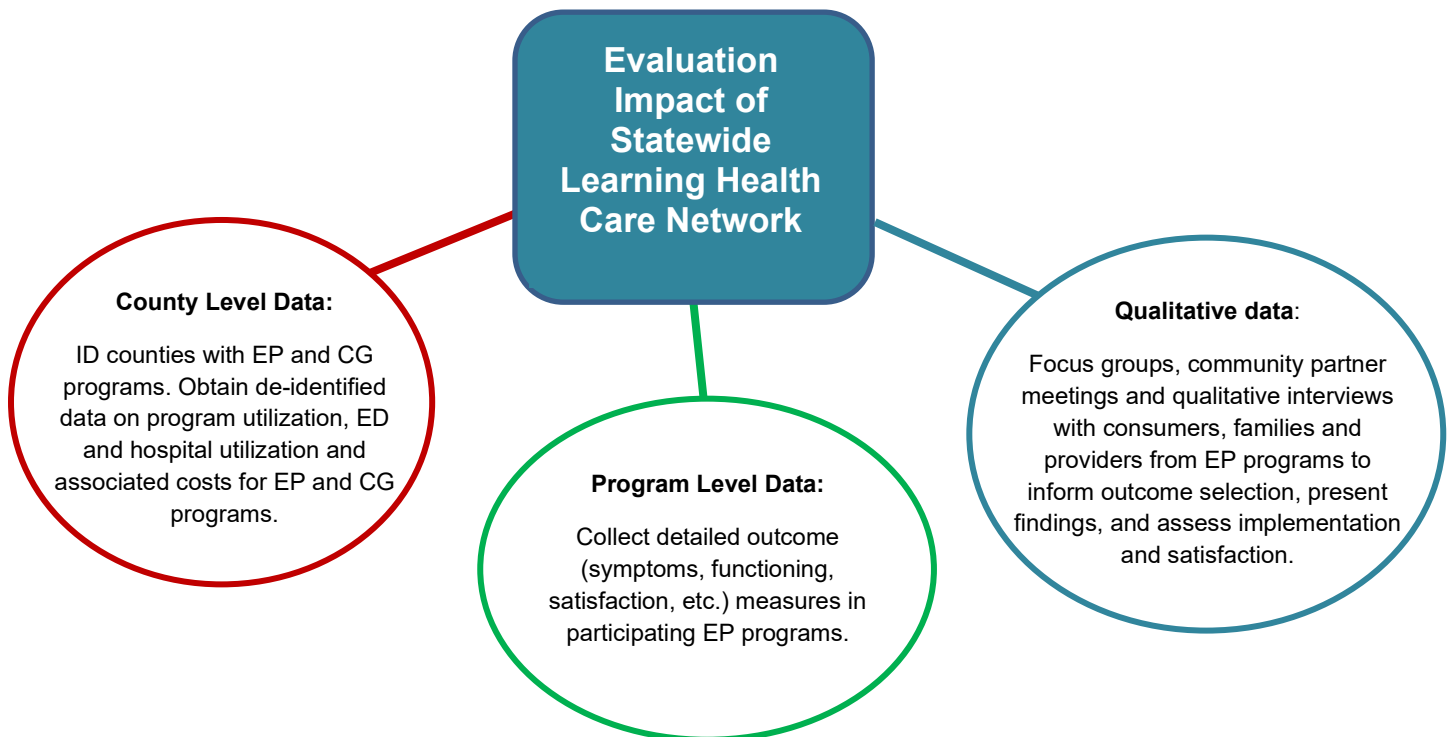 Evaluation
Impact of
Statewide
Learning Health
Care Network
County Level Data:
ID counties with EP and CG
programs. Obtain de-identified
data on program utilization, ED
and hospital utilization and
associated costs for EP and CG
programs.
Program Level Data:
Collect detailed outcome
(symptoms, functioning,
satisfaction, etc.) measures in
participating EP programs.
Qualitative data:
Focus groups, community partner
meetings and qualitative interviews
with consumers, families and
providers from EP programs to
inform outcome selection, present
findings, and assess implementation
and satisfaction.